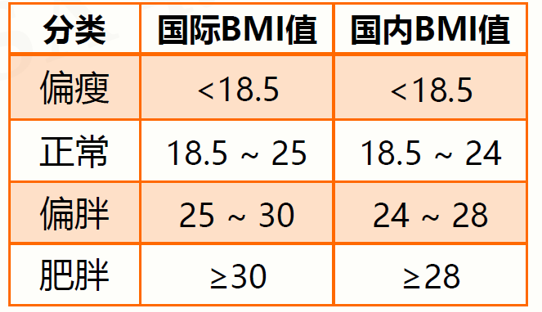 分类 国际BMI值 国内BMI值
偏瘦 <18.5 <18.5
正常 18.5 ~ 25 18.5 ~ 24
偏胖 25 ~ 30 24 ~ 28
肥胖 ≥30 ≥28